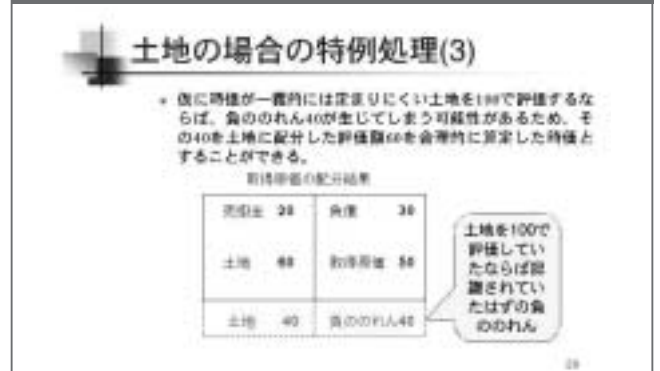 土地の場合の特例処理(3)
仮に時価が一義的には定まりにくい土地を100で評価するな
らば、負ののれん40が生じてしまう可能性があるため、そ
の40を土地に配分した評価額60を合理的に算定した時価と
することができる。
取得原価の配分結果
売掛金 20 負債 30
土地 60 取得原価 50
土地 40 負ののれん40
土地を100で
評価してい
たならば認
識されてい
たはずの負
ののれん